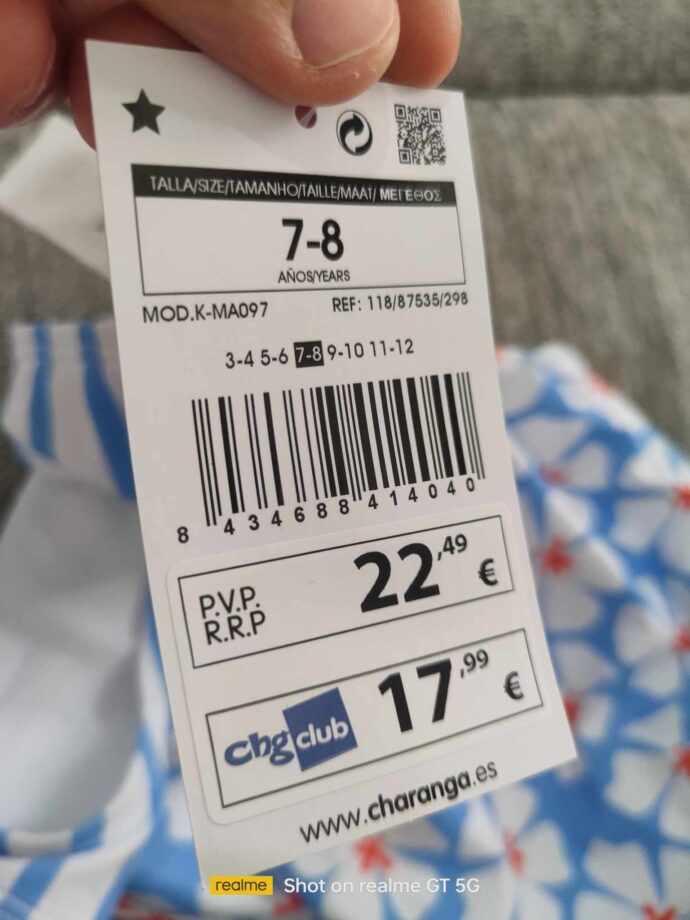 TALLA/SIZE/TAMANHO/TAILLE/MAAT/ ΜΕΓΕΘΟΣ
7-8
AÑOS/YEARS
MOD.K-MA097 REF: 118/87535/298
3-4 5-6 7-8 9-10 11-12
8 434688 414040
P.V.P. 22,49 €
R.R.P
chg club 17,99 €
www.charanga.es
realme Shot on realme GT 5G